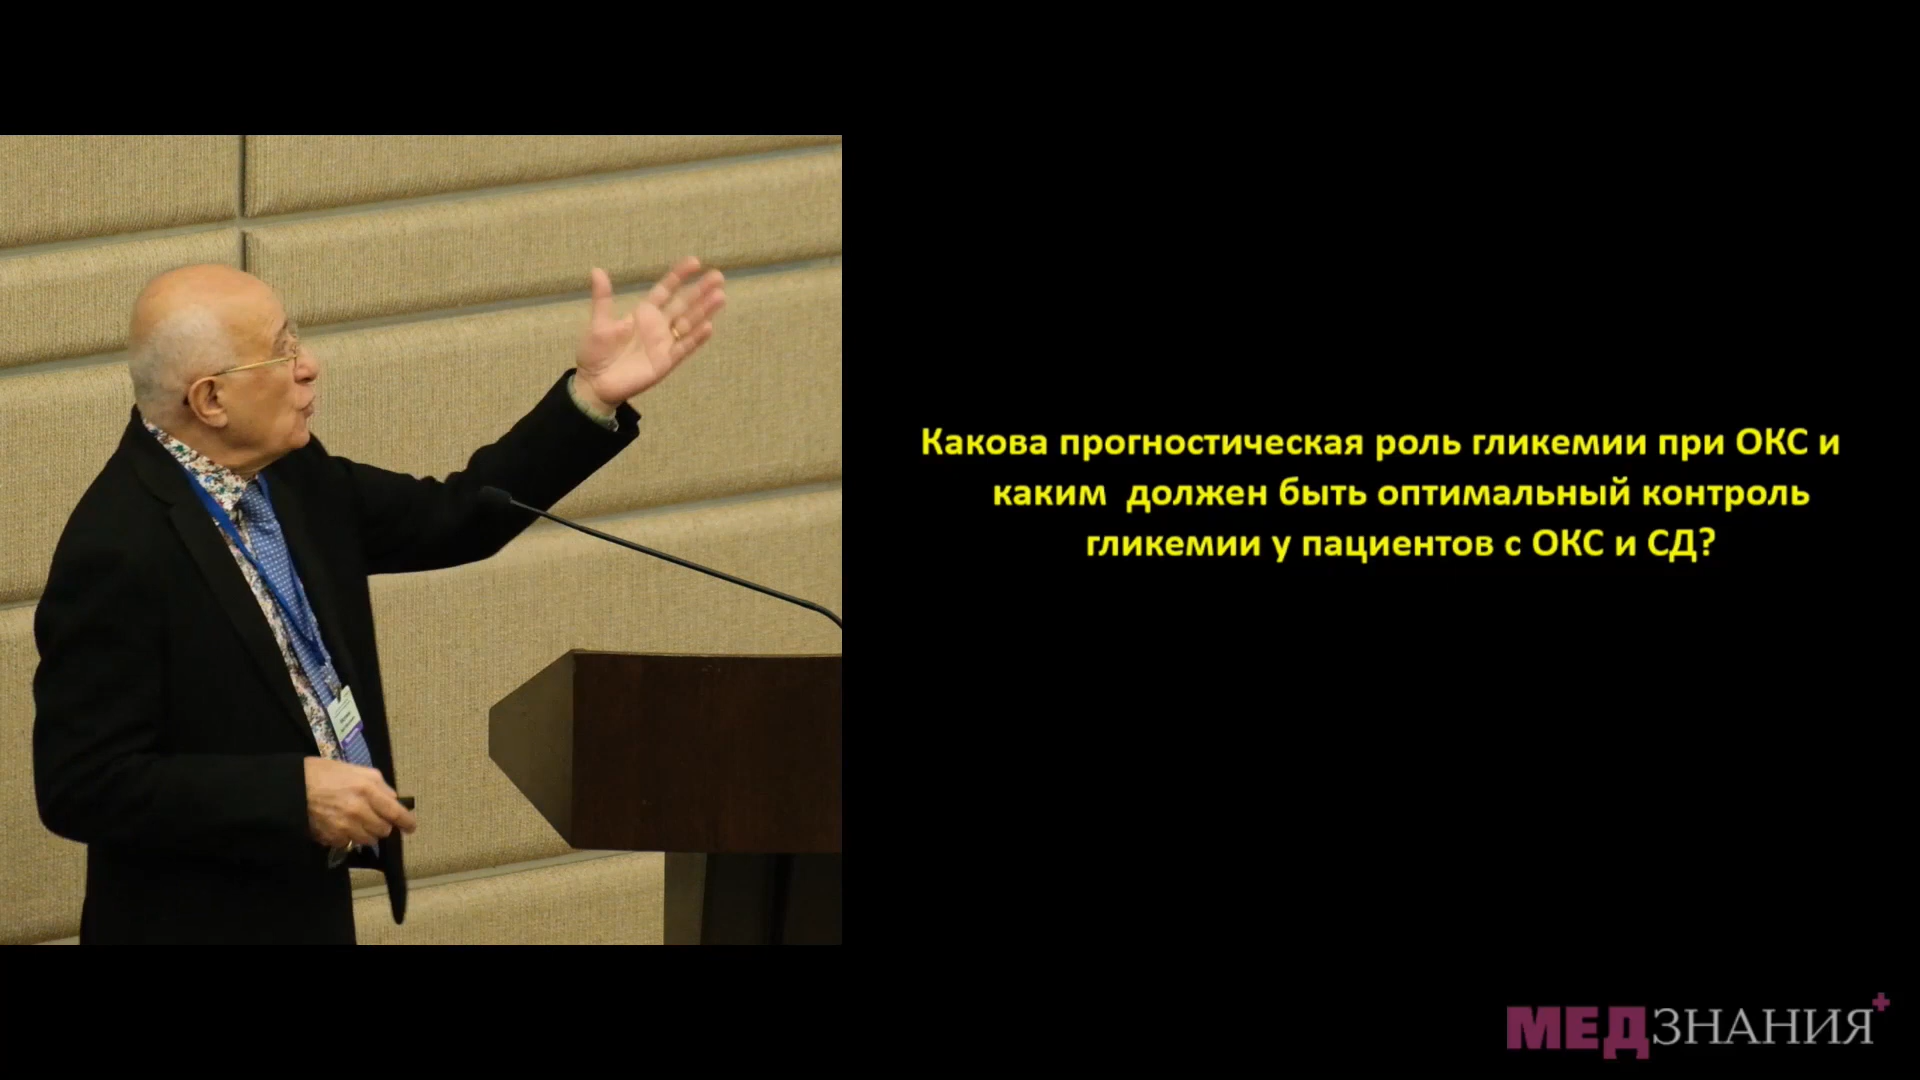 Какова прогностическая роль гликемии при ОКС и
каким должен быть оптимальный контроль
гликемии у пациентов с ОКС и СД?
МЕДЗНАНИЯ+